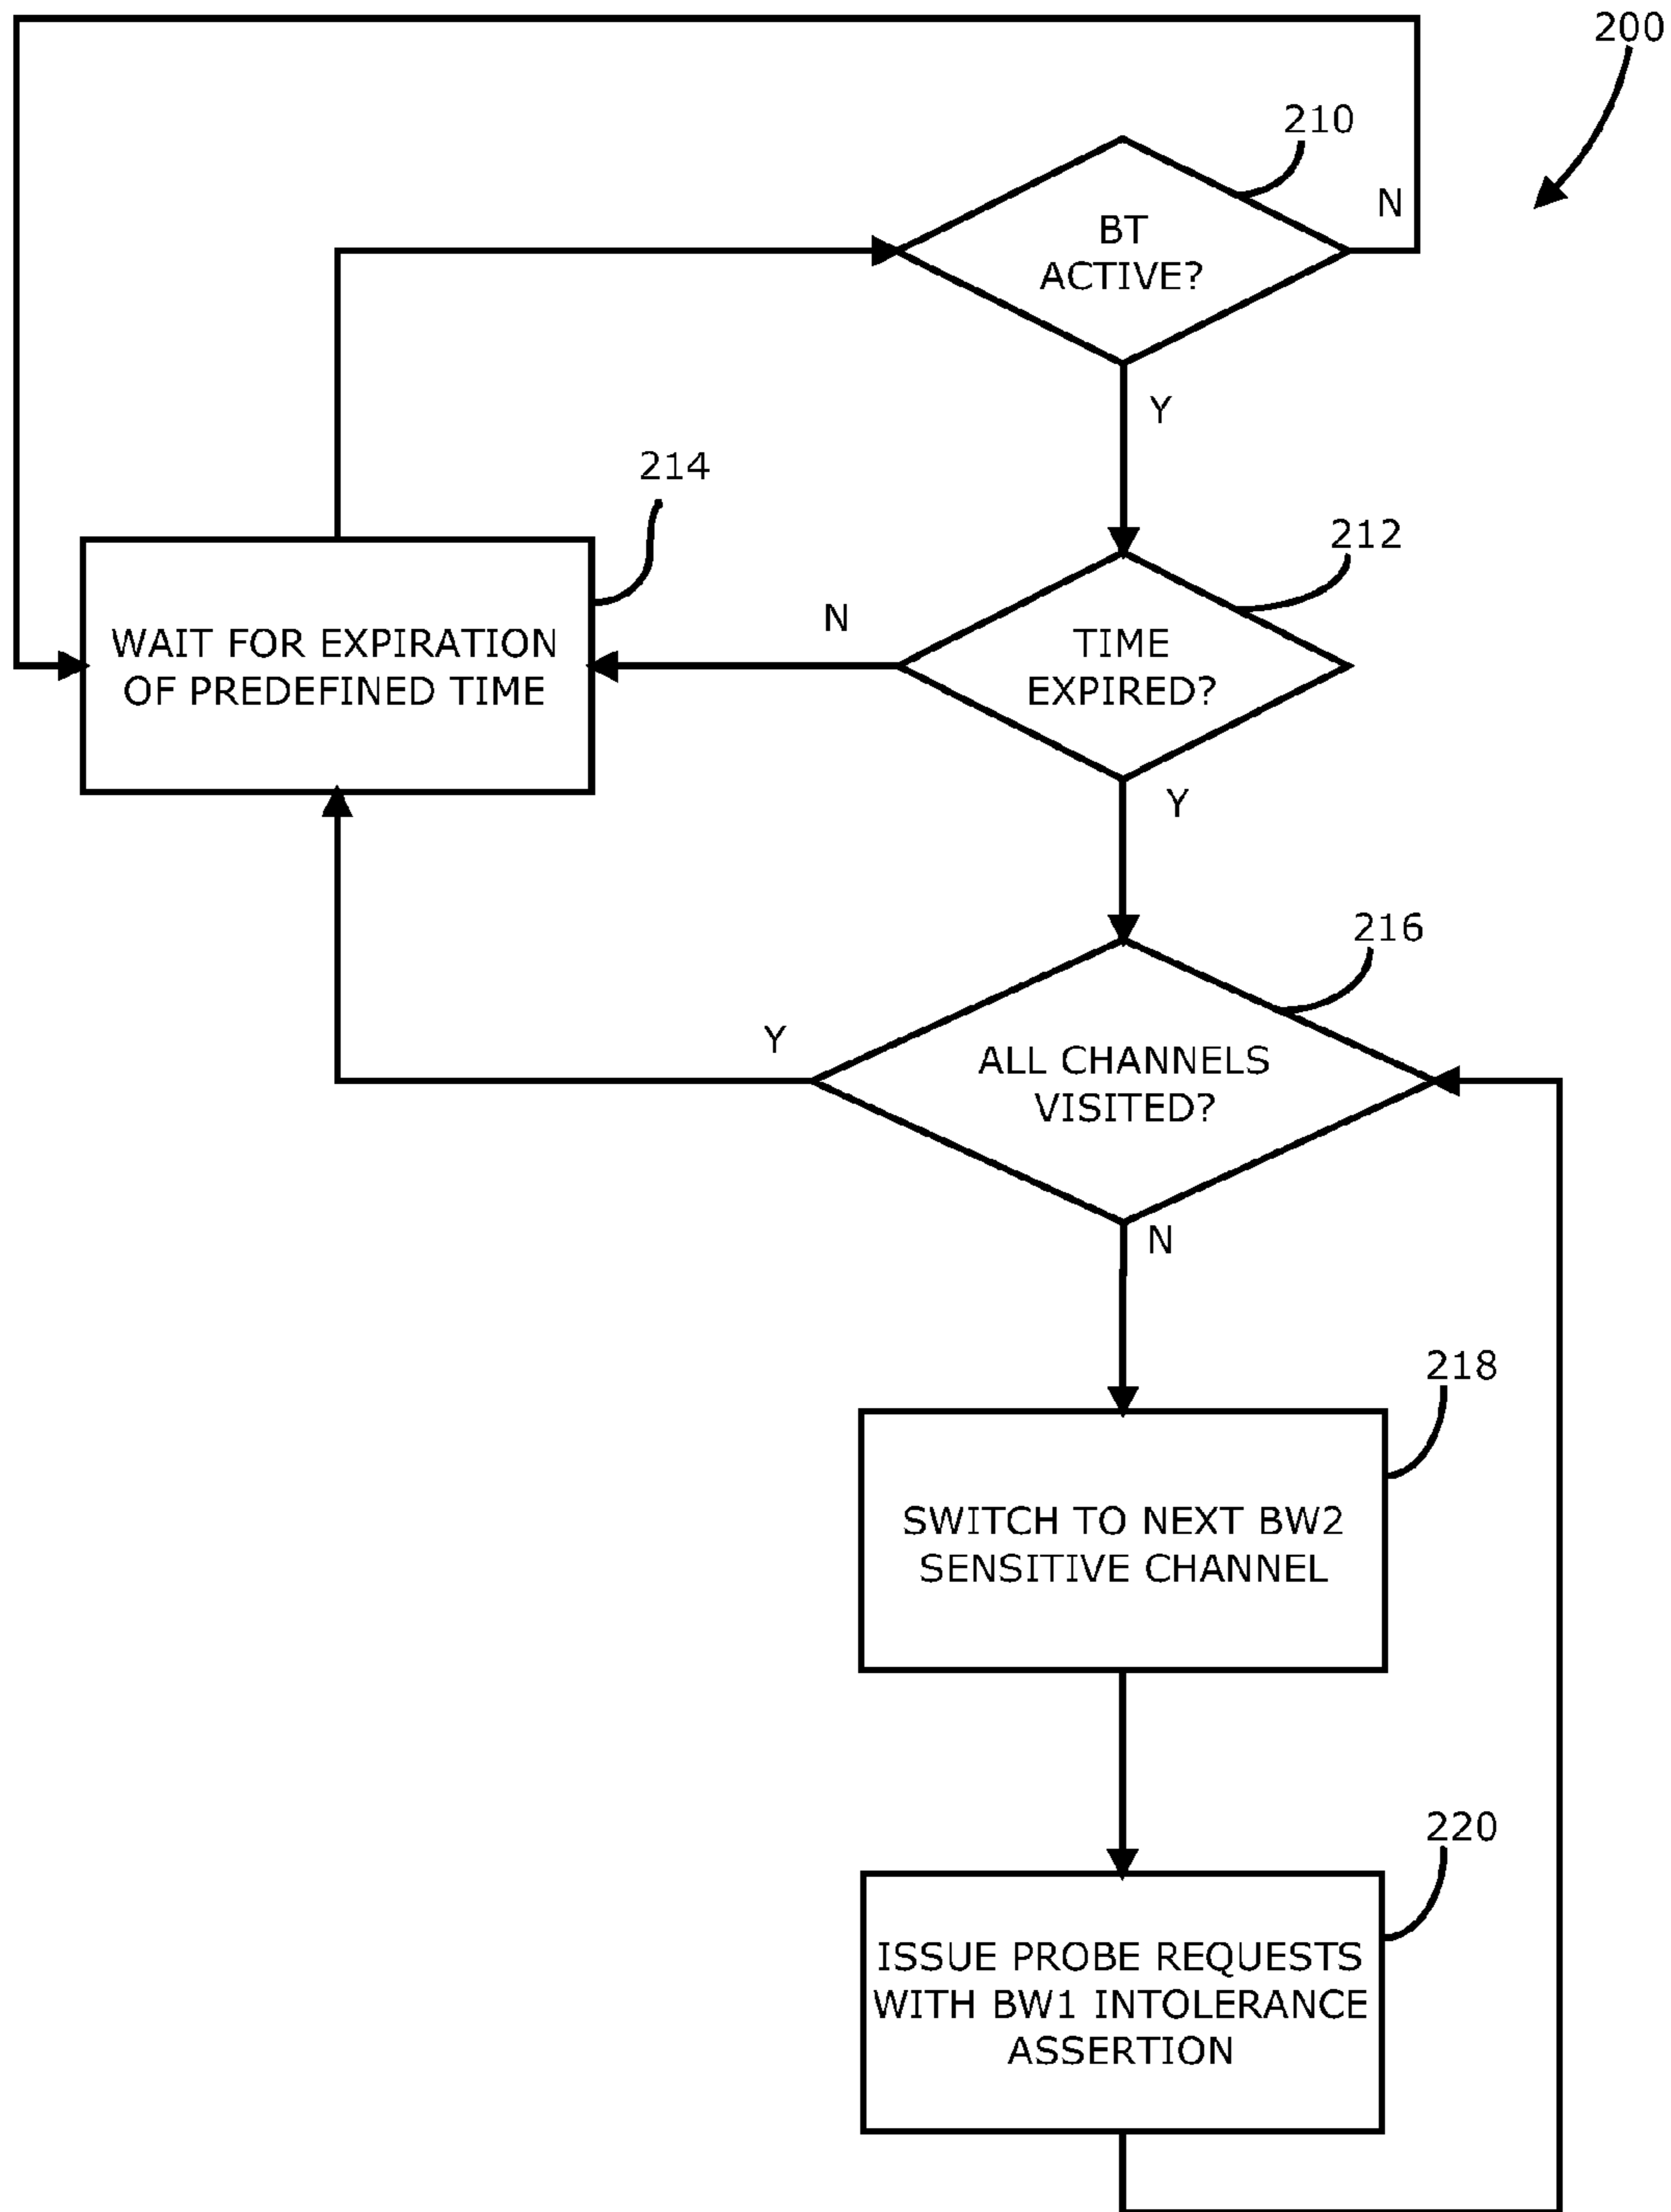 200
210
N
BT
ACTIVE?
Y
214
212
N
WAIT FOR EXPIRATION
OF PREDEFINED TIME
TIME
EXPIRED?
Y
216
Y
ALL CHANNELS
VISITED?
N
218
SWITCH TO NEXT BW2
SENSITIVE CHANNEL
220
ISSUE PROBE REQUESTS
WITH BW1 INTOLERANCE
ASSERTION